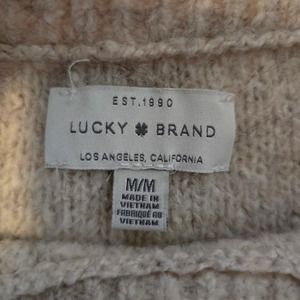 EST. 1990
LUCKY BRAND
LOS ANGELES, CALIFORNIA
M/M
MADE IN
VIETNAM
FABRIQUÉ AU
VIETNAM